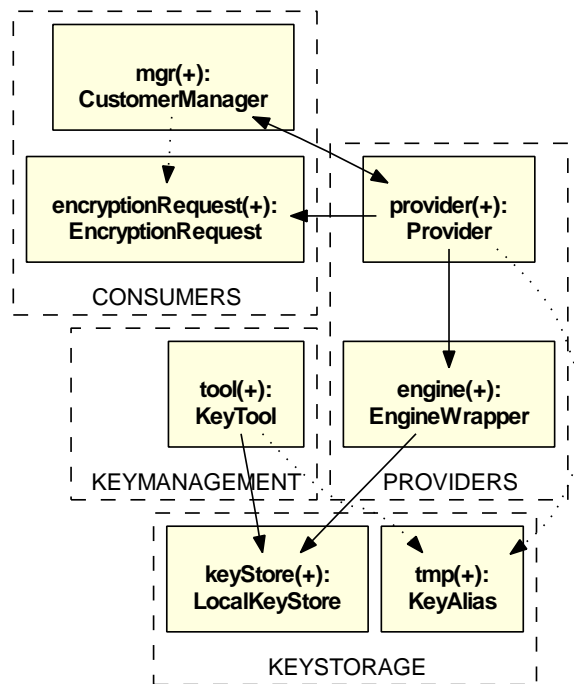 mgr(+):
CustomerManager
encryptionRequest(+):
EncryptionRequest
provider(+):
Provider
CONSUMERS
tool(+):
KeyTool
engine(+):
EngineWrapper
KEYMANAGEMENT
PROVIDERS
keyStore(+):
LocalKeyStore
tmp(+):
KeyAlias
KEYSTORAGE